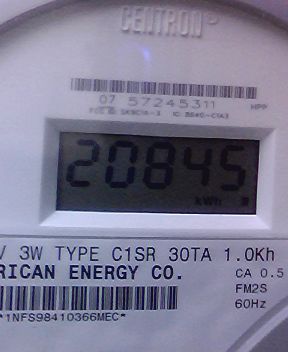 CENTRON
07 57245311 HPP
20845
kWh
V 3W TYPE C1SR 30TA 1.0Kh
RICAN ENERGY CO. CA 0.5
FM2S
60Hz
*1NFS98410366MEC*